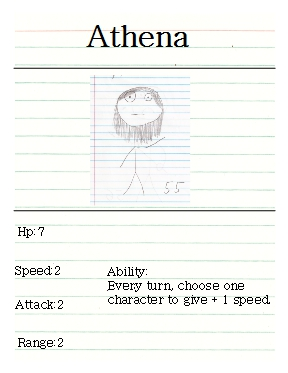 Athena
55
Hp: 7
Speed: 2
Ability:
Every turn, choose one
character to give + 1 speed.
Attack: 2
Range: 2